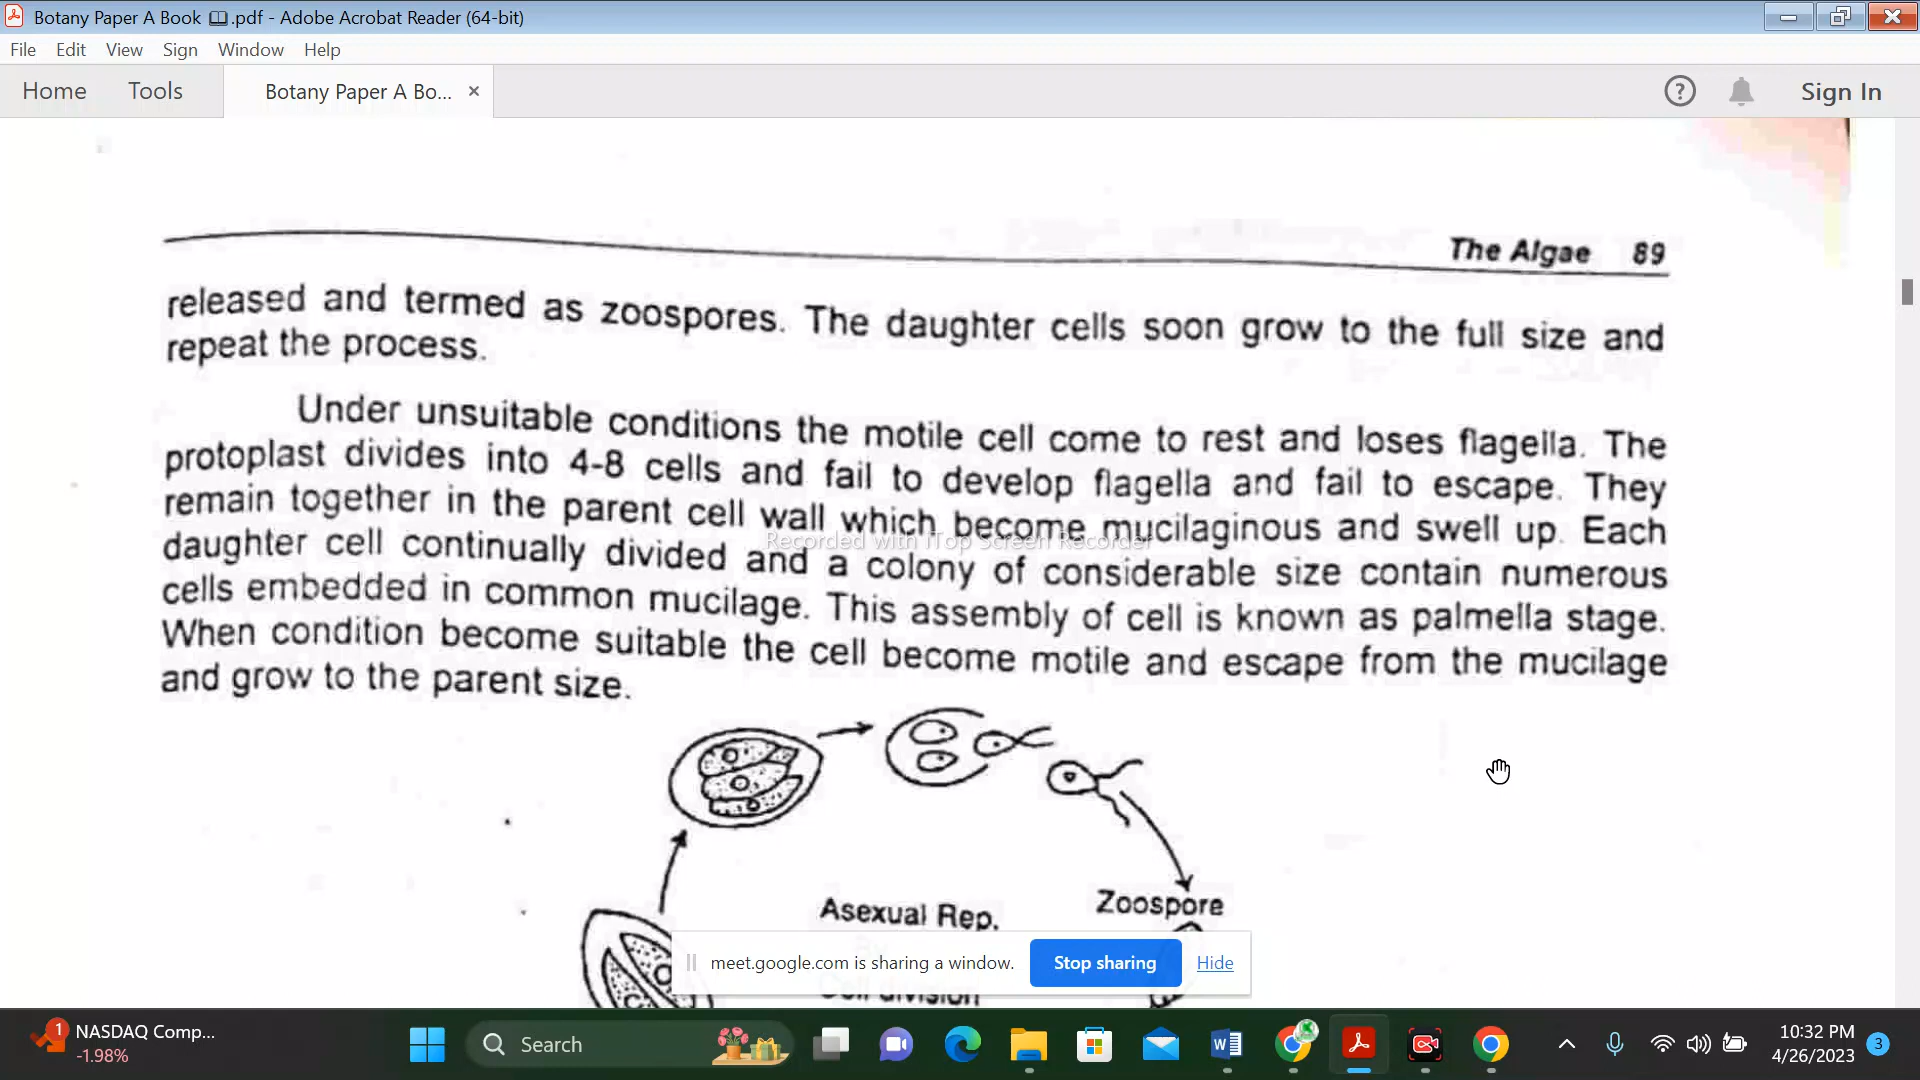 Botany Paper A Book 📖.pdf - Adobe Acrobat Reader (64-bit)
File Edit View Sign Window Help
Home Tools Botany Paper A Bo... × ? Sign In
The Algae 89
released and termed as zoospores. The daughter cells soon grow to the full size and
repeat the process.
Under unsuitable conditions the motile cell come to rest and loses flagella. The
protoplast divides into 4-8 cells and fail to develop flagella and fail to escape. They
remain together in the parent cell wall which become mucilaginous and swell up. Each
daughter cell continually divided and a colony of considerable size contain numerous
cells embedded in common mucilage. This assembly of cell is known as palmella stage.
When condition become suitable the cell become motile and escape from the mucilage
and grow to the parent size.
Recorded with iTop Screen Recorder
Asexual Rep.
Zoospore
meet.google.com is sharing a window. Stop sharing Hide
Cell division
1 NASDAQ Comp...
-1.98%
Search
10:32 PM
4/26/2023
3